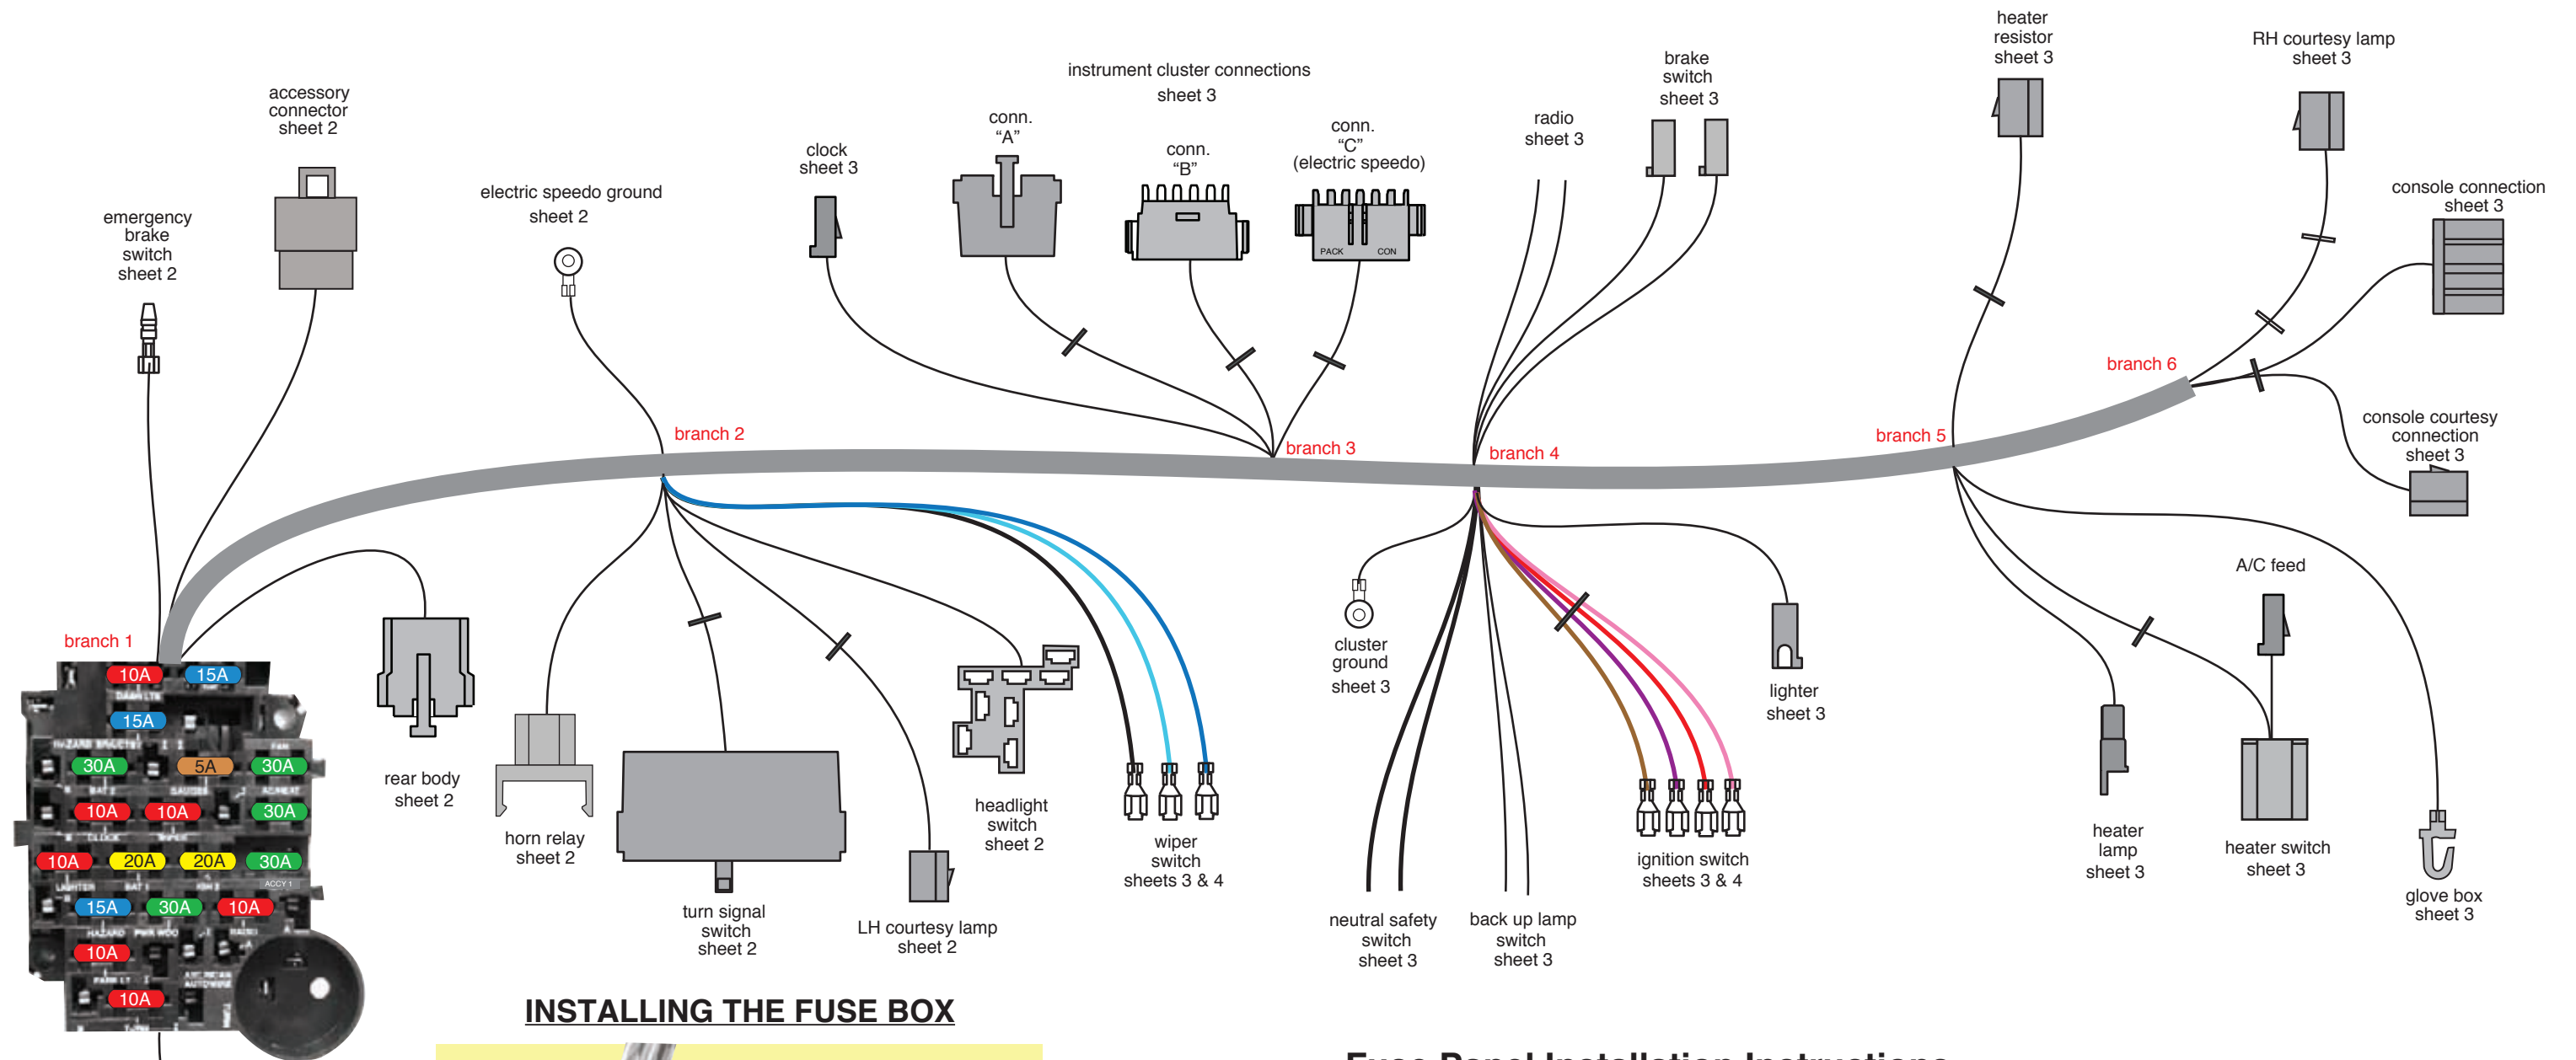 heater
resistor
sheet 3
RH courtesy lamp
sheet 3
brake
switch
sheet 3
instrument cluster connections
sheet 3
accessory
connector
sheet 2
conn.
“A”
conn.
“B”
conn.
“C”
(electric speedo)
radio
sheet 3
clock
sheet 3
electric speedo ground
sheet 2
console connection
sheet 3
emergency
brake
switch
sheet 2
PACK CON
branch 6
branch 2
branch 3
branch 4
branch 5
console courtesy
connection
sheet 3
A/C feed
branch 1
10A 15A
15A
30A 5A 30A
10A 10A 30A
10A 20A 20A 30A
ACCY 1
15A 30A 10A
10A
10A
cluster
ground
sheet 3
lighter
sheet 3
rear body
sheet 2
headlight
switch
sheet 2
horn relay
sheet 2
wiper
switch
sheets 3 & 4
ignition switch
sheets 3 & 4
heater
lamp
sheet 3
heater switch
sheet 3
glove box
sheet 3
turn signal
switch
sheet 2
LH courtesy lamp
sheet 2
neutral safety
switch
sheet 3
back up lamp
switch
sheet 3
INSTALLING THE FUSE BOX
Fuse Panel Installation Instructions